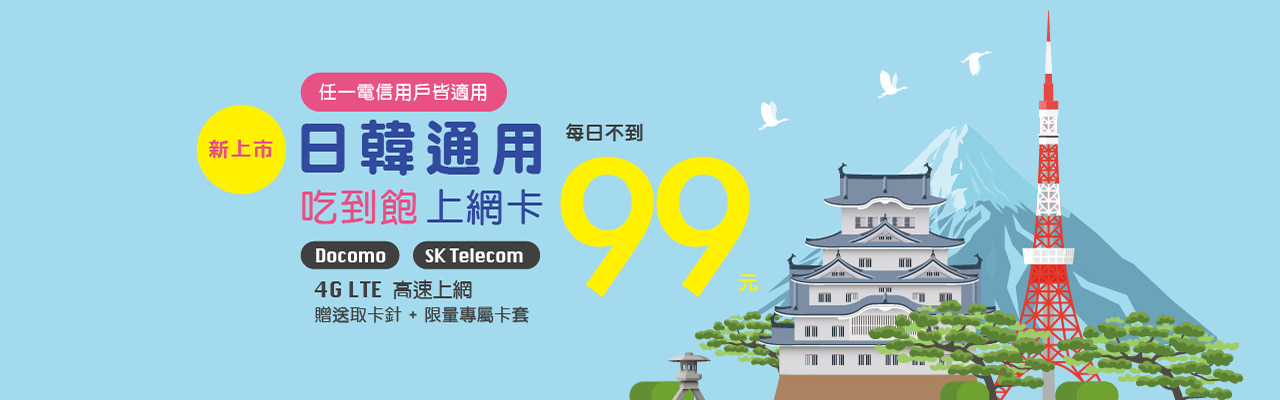 任一電信用戶皆適用
新上市
日韓通用
吃到飽 上網卡
Docomo SK Telecom
4G LTE 高速上網
贈送取卡針 + 限量專屬卡套
每日不到
99元